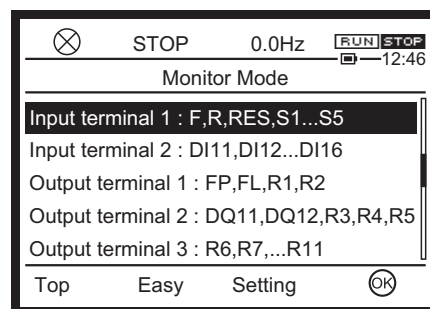 STOP 0.0Hz RUN STOP
12:46
Monitor Mode
Input terminal 1 : F,R,RES,S1...S5
Input terminal 2 : DI11,DI12...DI16
Output terminal 1 : FP,FL,R1,R2
Output terminal 2 : DQ11,DQ12,R3,R4,R5
Output terminal 3 : R6,R7,...R11
Top Easy Setting OK